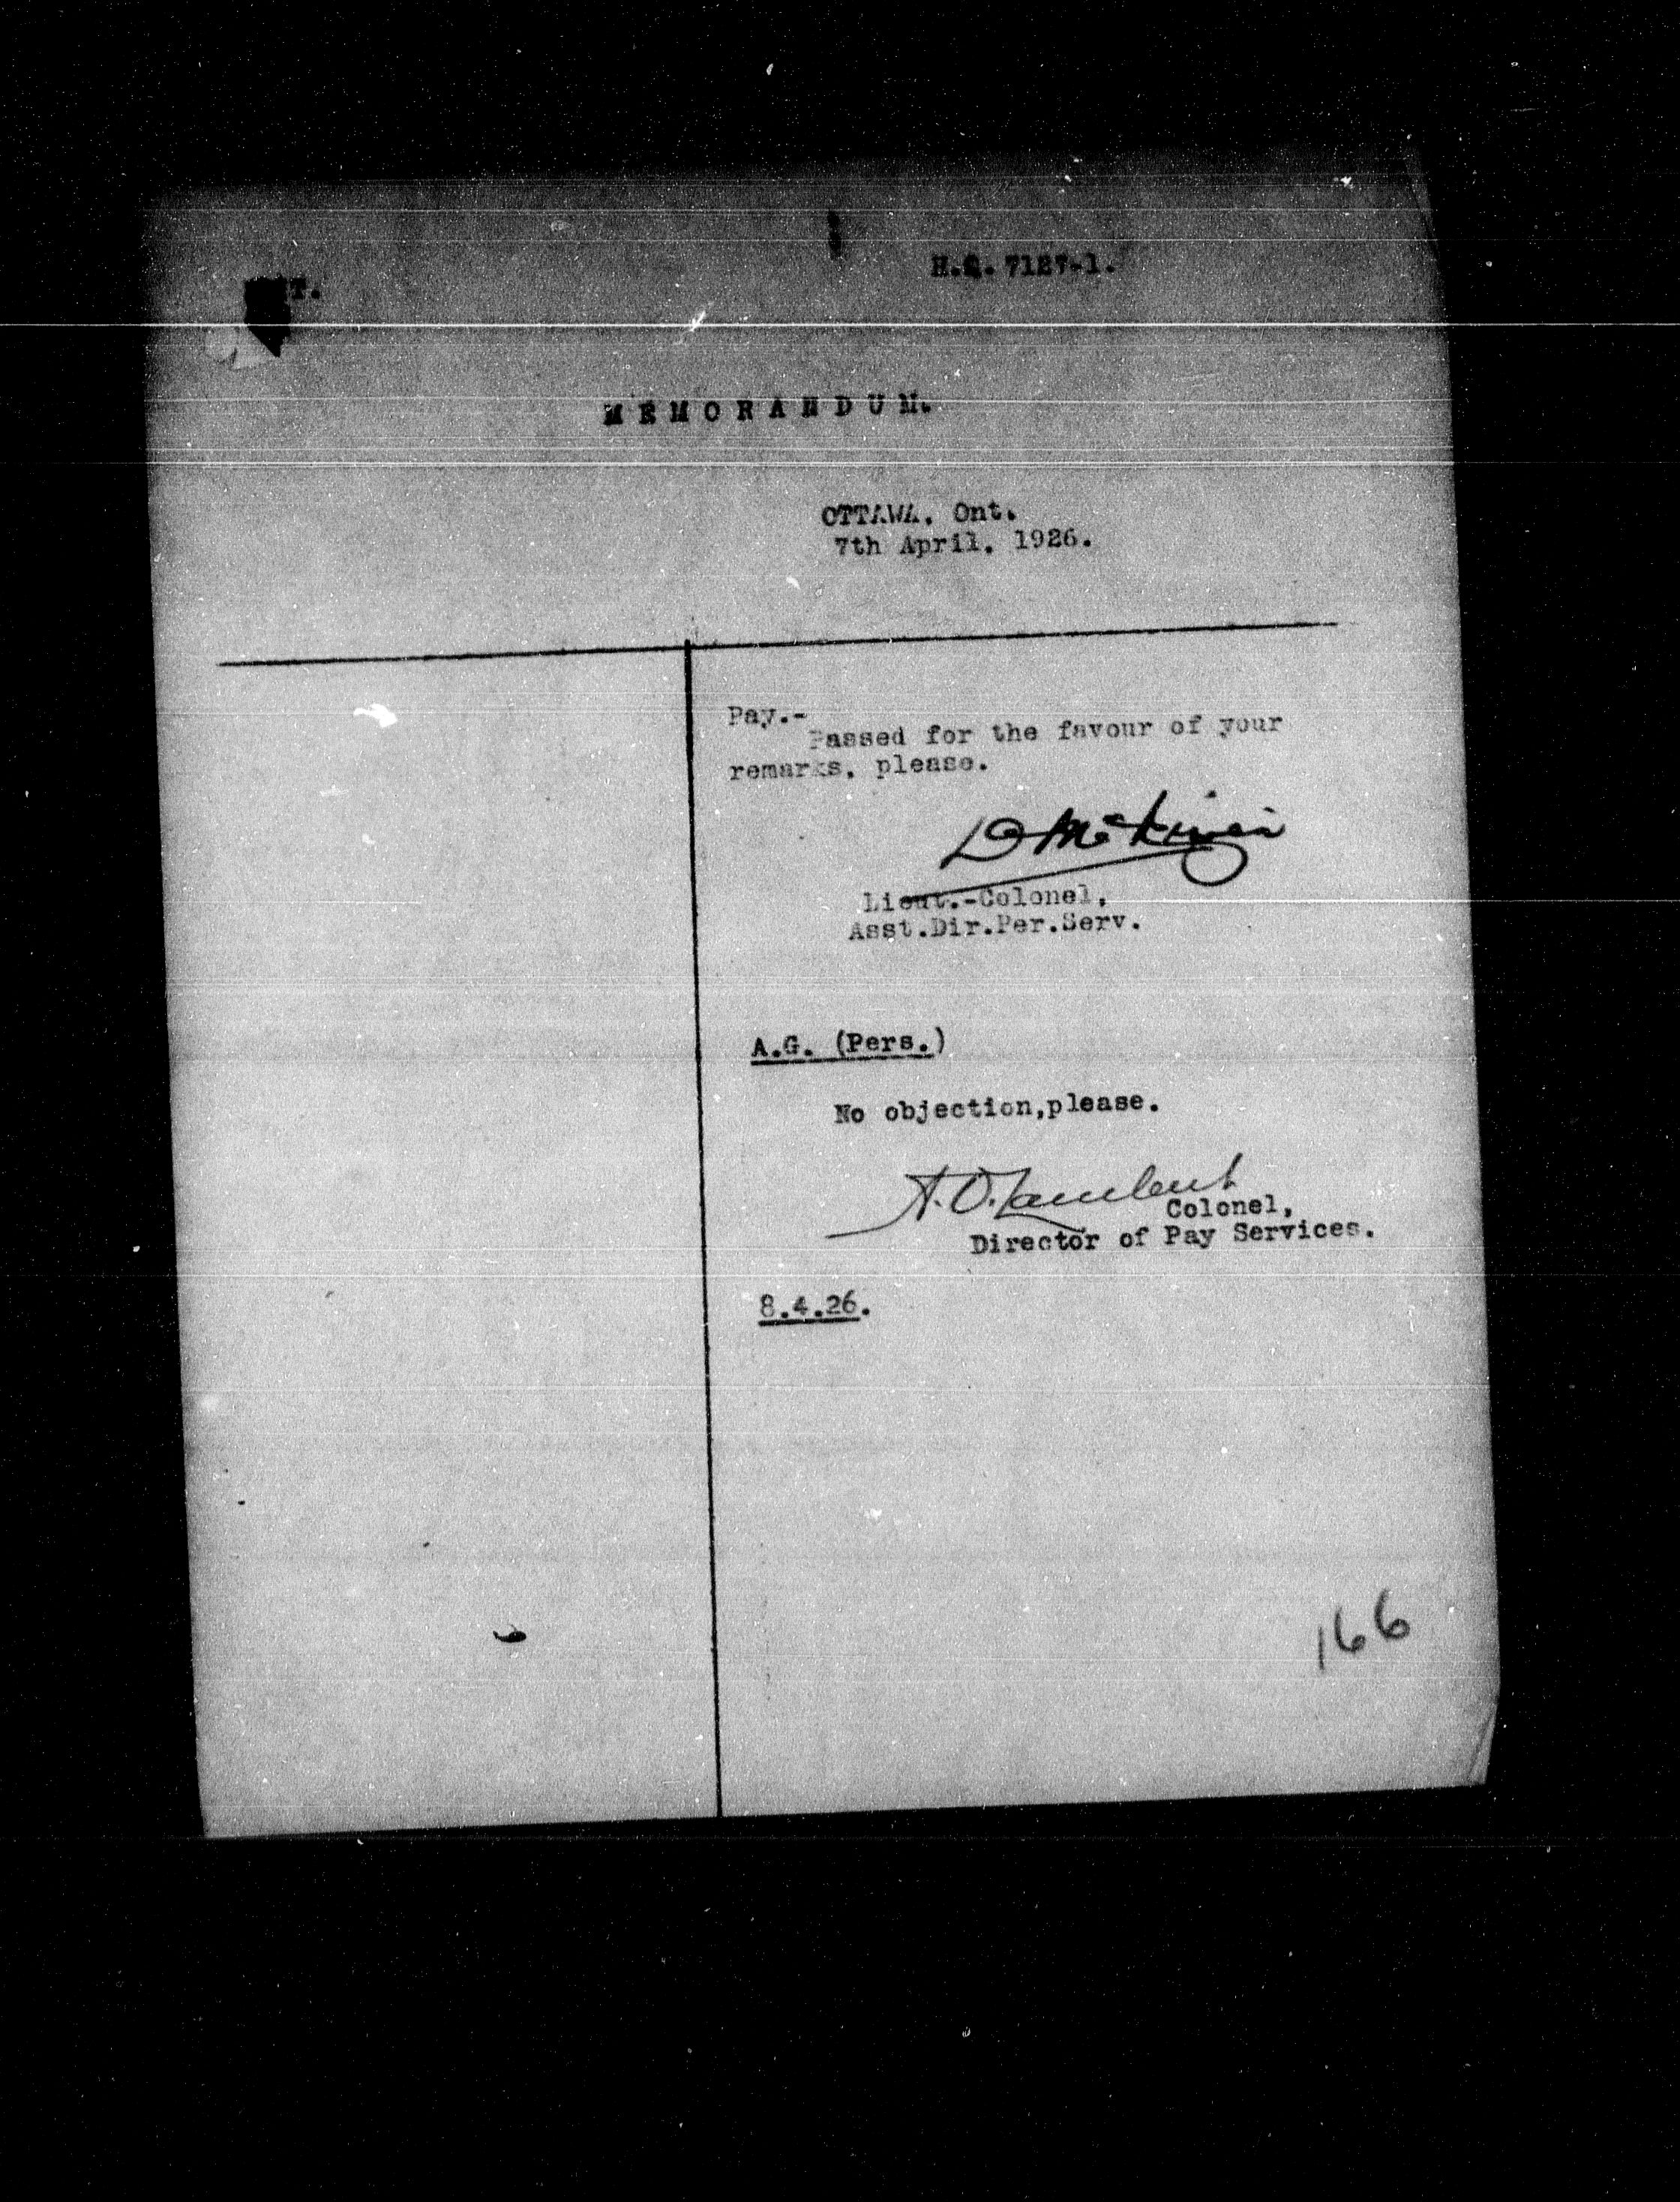 H.Q. 7127-1.
MEMORANDUM.
OTTAWA, Ont.
7th April, 1926.
Pay.-
Passed for the favour of your
remarks, please.
Lieut.-Colonel,
Asst.Dir.Per.Serv.
A.G. (Pers.)
No objection,please.
A.O. Lambert
Colonel,
Director of Pay Services.
8.4.26.
166